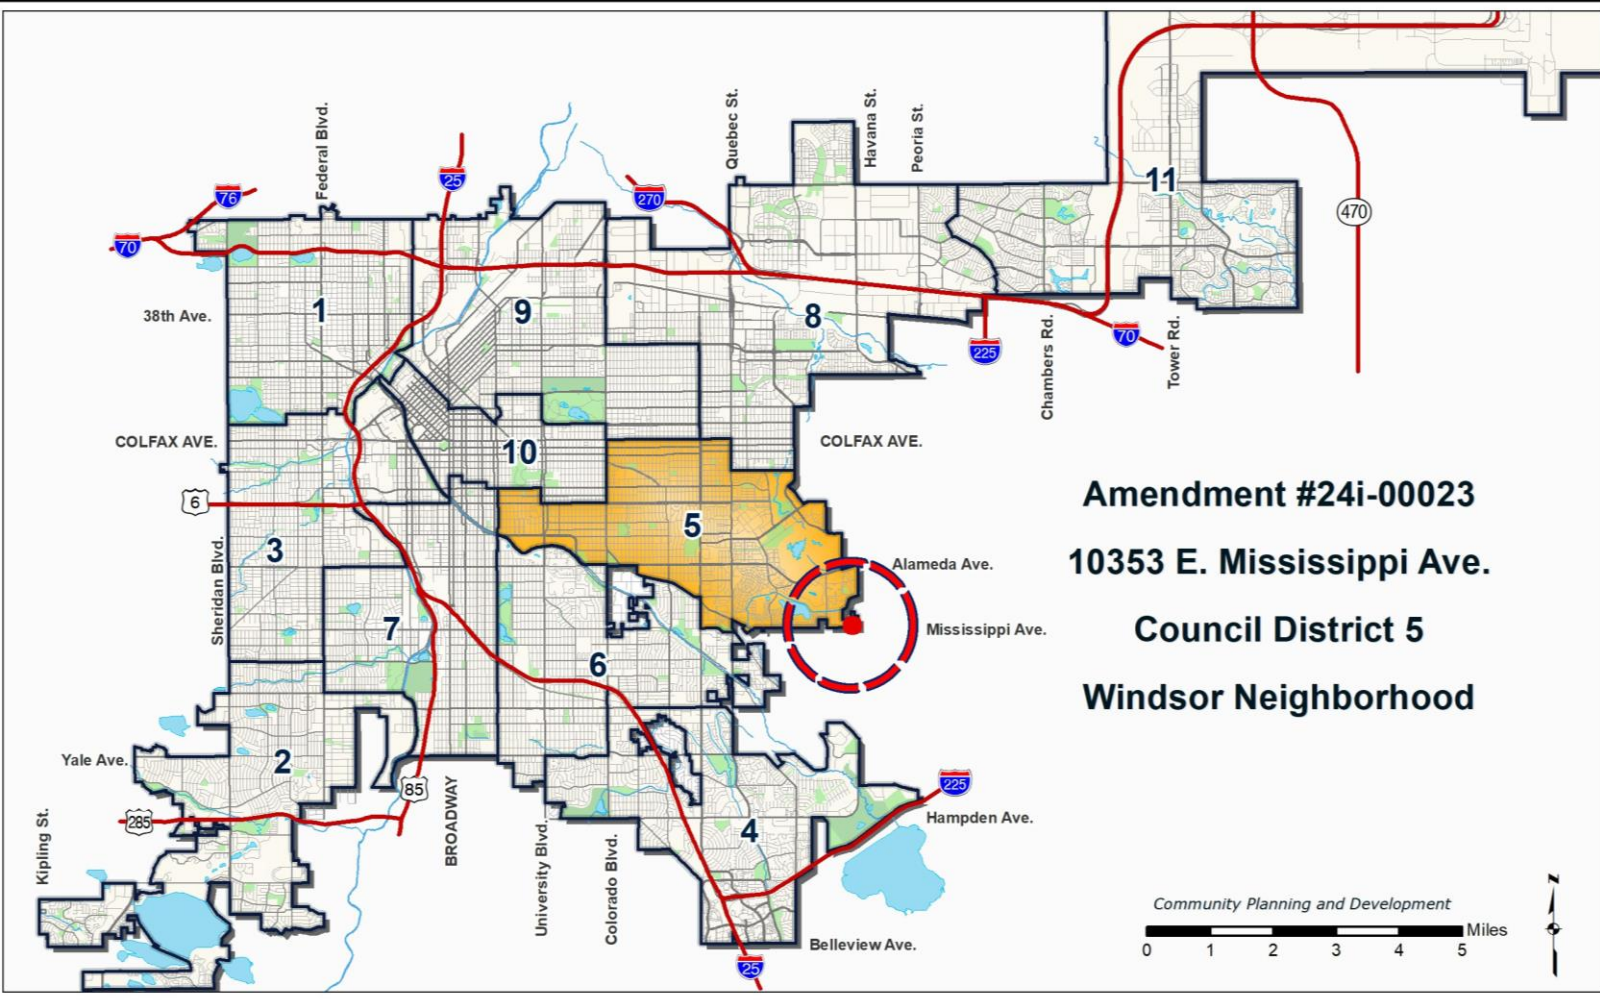 Federal Blvd.
Quebec St.
Havana St.
Peoria St.
76
25
270
11
70
470
38th Ave.
1
9
8
225
70
Chambers Rd.
Tower Rd.
COLFAX AVE.
10
COLFAX AVE.
6
5
3
Sheridan Blvd.
Alameda Ave.
7
Mississippi Ave.
6
Amendment #24i-00023
10353 E. Mississippi Ave.
Council District 5
Windsor Neighborhood
Yale Ave.
2
85
285
BROADWAY
225
Hampden Ave.
4
Kipling St.
University Blvd.
Colorado Blvd.
Belleview Ave.
25
Community Planning and Development
Miles
0 1 2 3 4 5
N